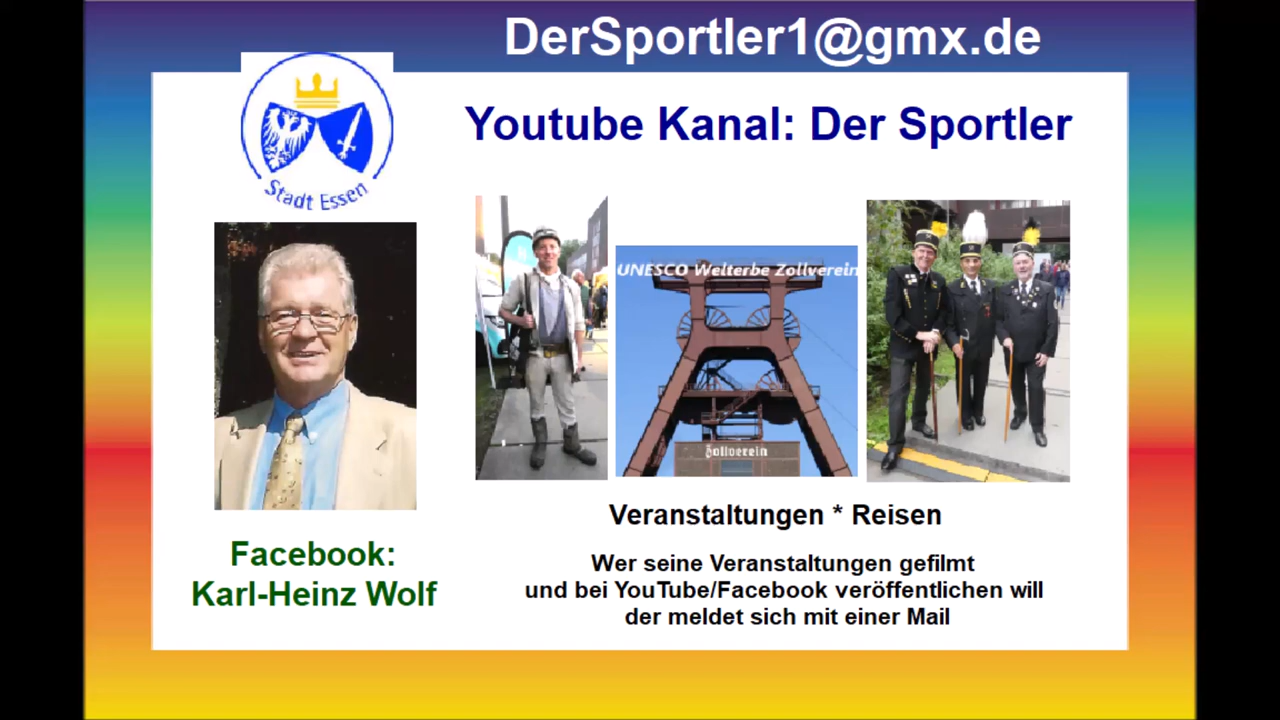 DerSportler1@gmx.de
Youtube Kanal: Der Sportler
Stadt Essen
UNESCO Welterbe Zollverein
Zollverein
Veranstaltungen * Reisen
Facebook:
Karl-Heinz Wolf
Wer seine Veranstaltungen gefilmt
und bei YouTube/Facebook veröffentlichen will
der meldet sich mit einer Mail